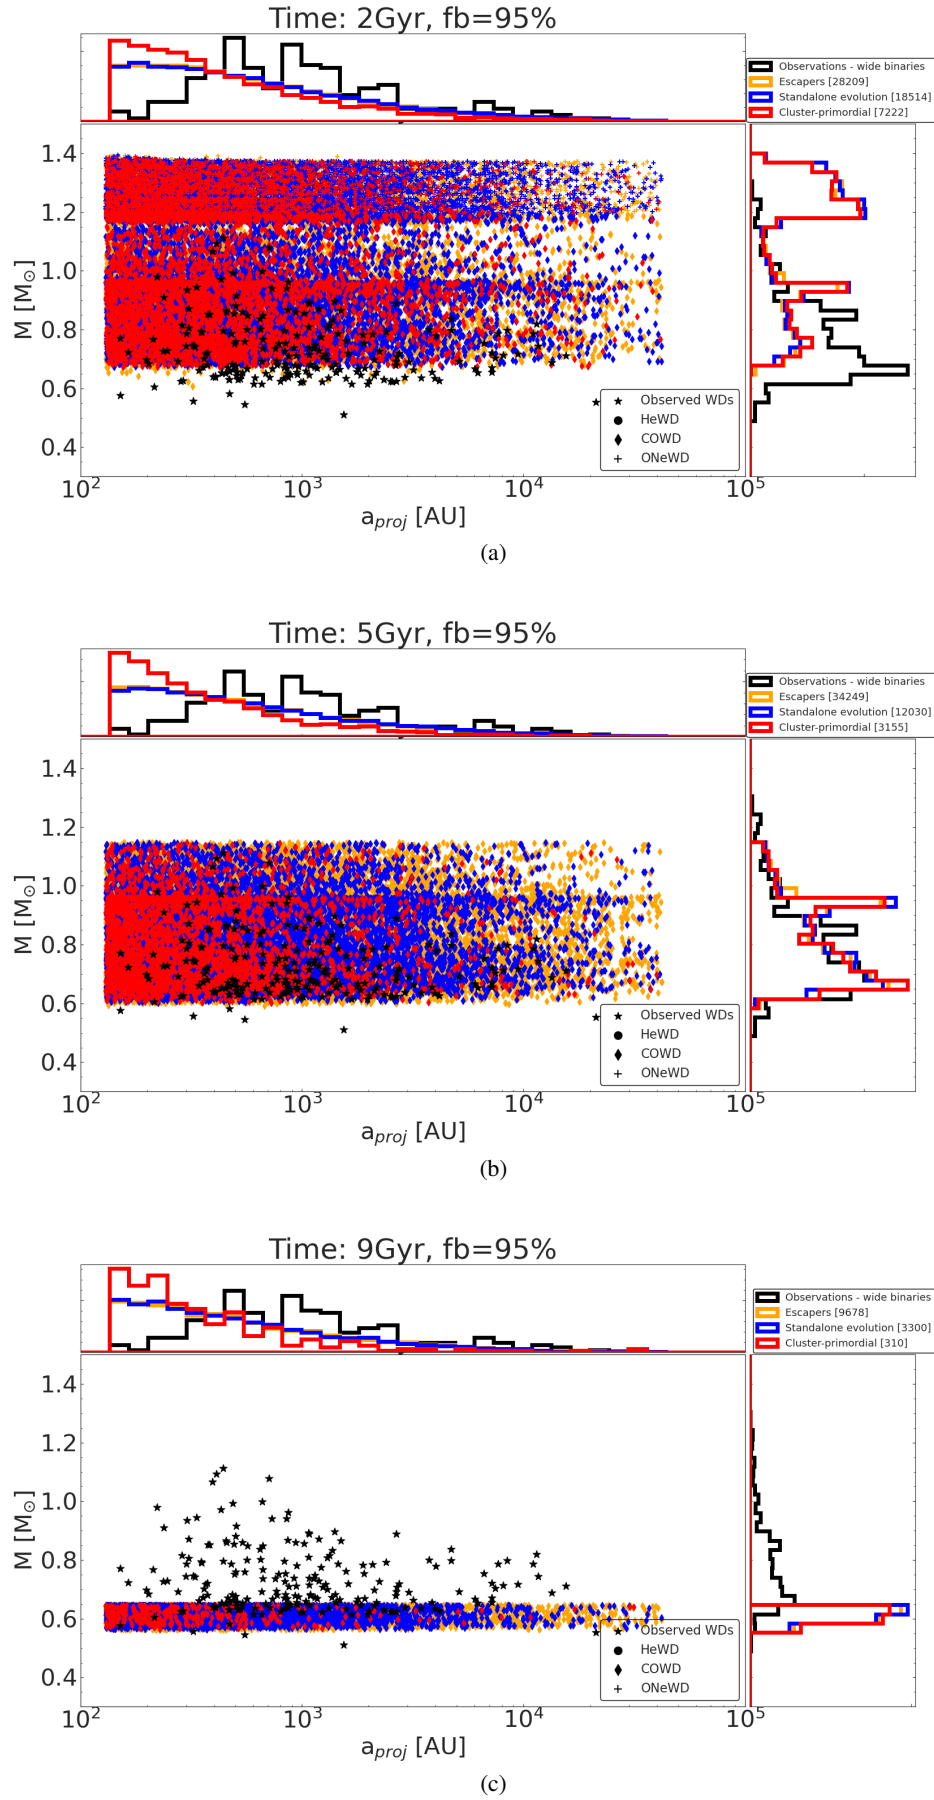 Time: 2Gyr, fb=95%
Observations - wide binaries
Escapers [28209]
Standalone evolution [18514]
Cluster-primordial [7222]
1.4
1.2
1.0
0.8
0.6
0.4
M [M⊙]
Observed WDs
HeWD
COWD
ONeWD
10² 10³ 10⁴ 10⁵
aproj [AU]
(a)
Time: 5Gyr, fb=95%
Observations - wide binaries
Escapers [34249]
Standalone evolution [12030]
Cluster-primordial [3155]
1.4
1.2
1.0
0.8
0.6
0.4
M [M⊙]
Observed WDs
HeWD
COWD
ONeWD
10² 10³ 10⁴ 10⁵
aproj [AU]
(b)
Time: 9Gyr, fb=95%
Observations - wide binaries
Escapers [9678]
Standalone evolution [3300]
Cluster-primordial [310]
1.4
1.2
1.0
0.8
0.6
0.4
M [M⊙]
Observed WDs
HeWD
COWD
ONeWD
10² 10³ 10⁴ 10⁵
aproj [AU]
(c)